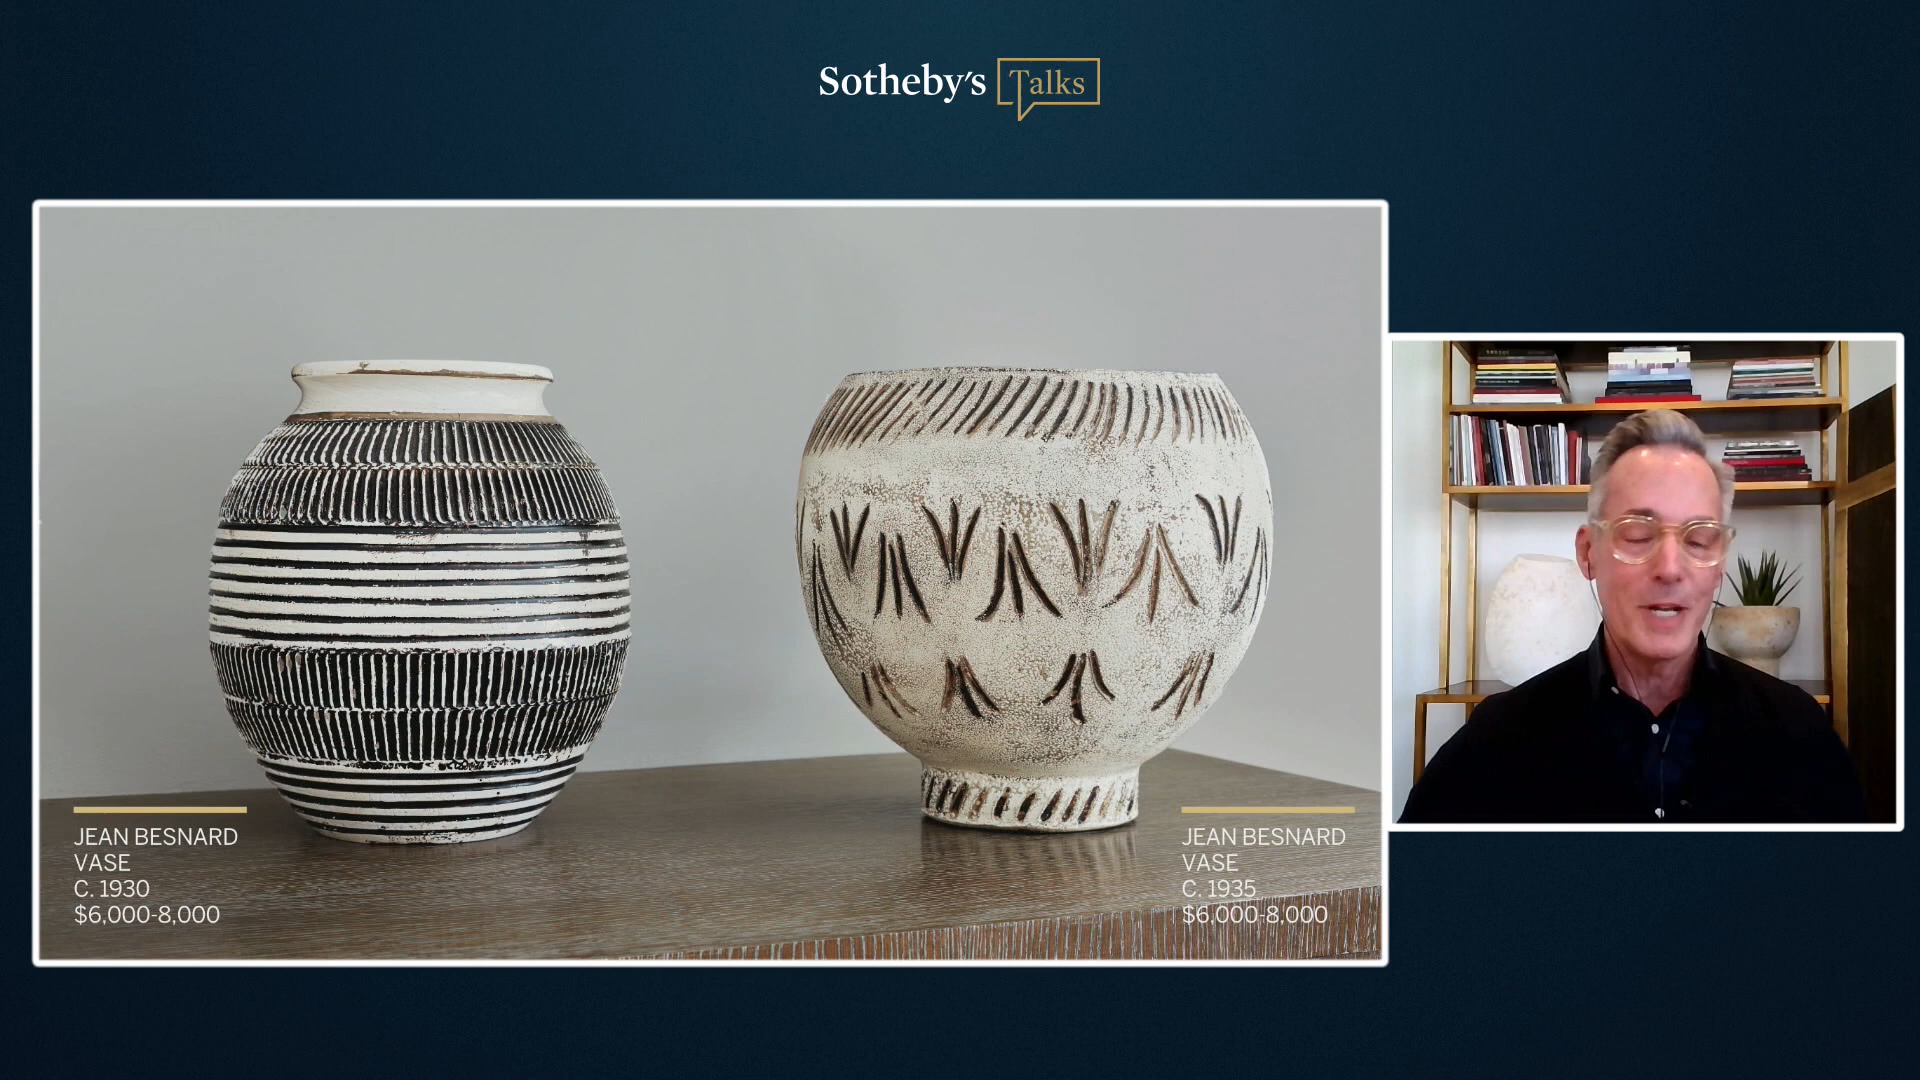 Sotheby's Talks
JEAN BESNARD
VASE
C. 1930
$6,000-8,000
JEAN BESNARD
VASE
C. 1935
$6,000-8,000